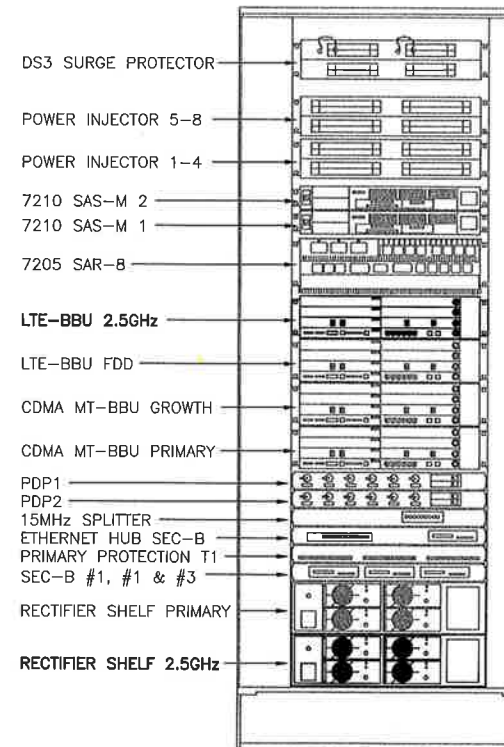 DS3 SURGE PROTECTOR
POWER INJECTOR 5-8
POWER INJECTOR 1-4
7210 SAS-M 2
7210 SAS-M 1
7205 SAR-8
LTE-BBU 2.5GHz
LTE-BBU FDD
CDMA MT-BBU GROWTH
CDMA MT-BBU PRIMARY
PDP1
PDP2
15MHz SPLITTER
ETHERNET HUB SEC-B
PRIMARY PROTECTION T1
SEC-B #1, #1 & #3
RECTIFIER SHELF PRIMARY
RECTIFIER SHELF 2.5GHz